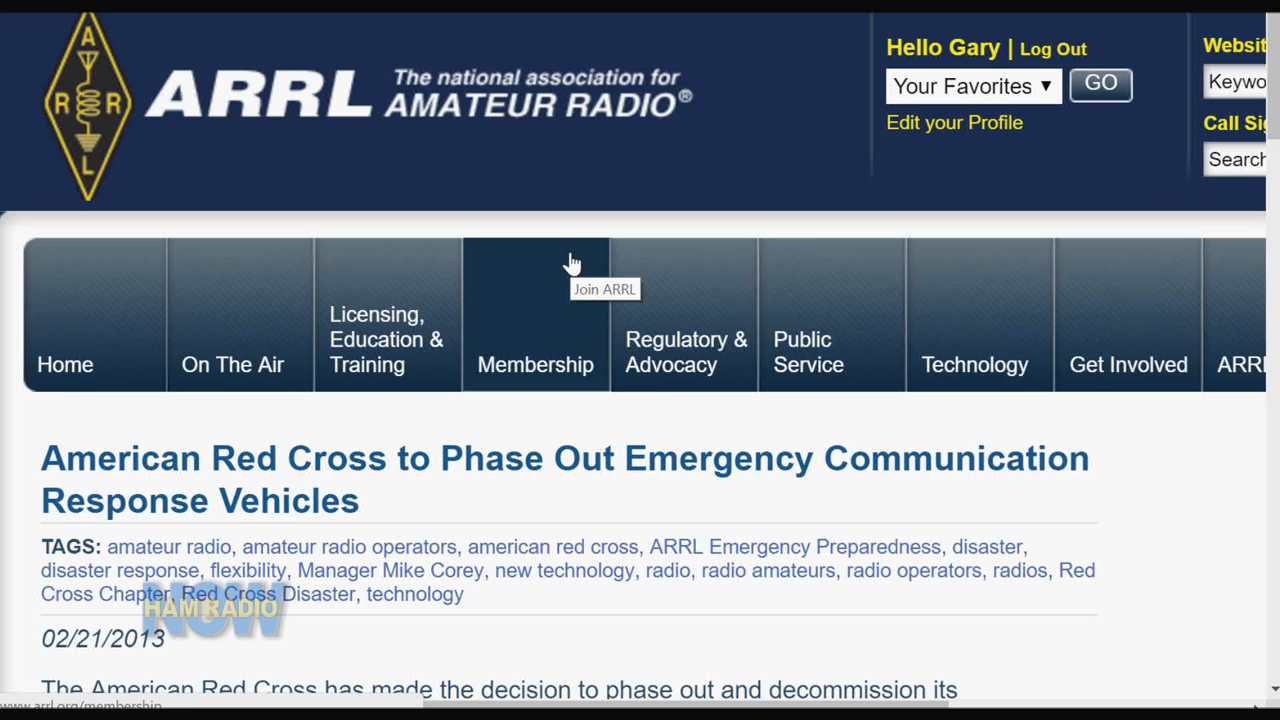 A
R R
L
ARRL The national association for
AMATEUR RADIO®
Hello Gary | Log Out
Your Favorites ▼ GO
Edit your Profile
Websit
Keywo
Call Si
Search
Home
On The Air
Licensing,
Education &
Training
Membership
Join ARRL
Regulatory &
Advocacy
Public
Service
Technology
Get Involved
ARRL
American Red Cross to Phase Out Emergency Communication
Response Vehicles
TAGS: amateur radio, amateur radio operators, american red cross, ARRL Emergency Preparedness, disaster,
disaster response, flexibility, Manager Mike Corey, new technology, radio, radio amateurs, radio operators, radios, Red
Cross Chapter, Red Cross Disaster, technology
HAM RADIO
NOW
02/21/2013
The American Red Cross has made the decision to phase out and decommission its
www.arrl.org/membership